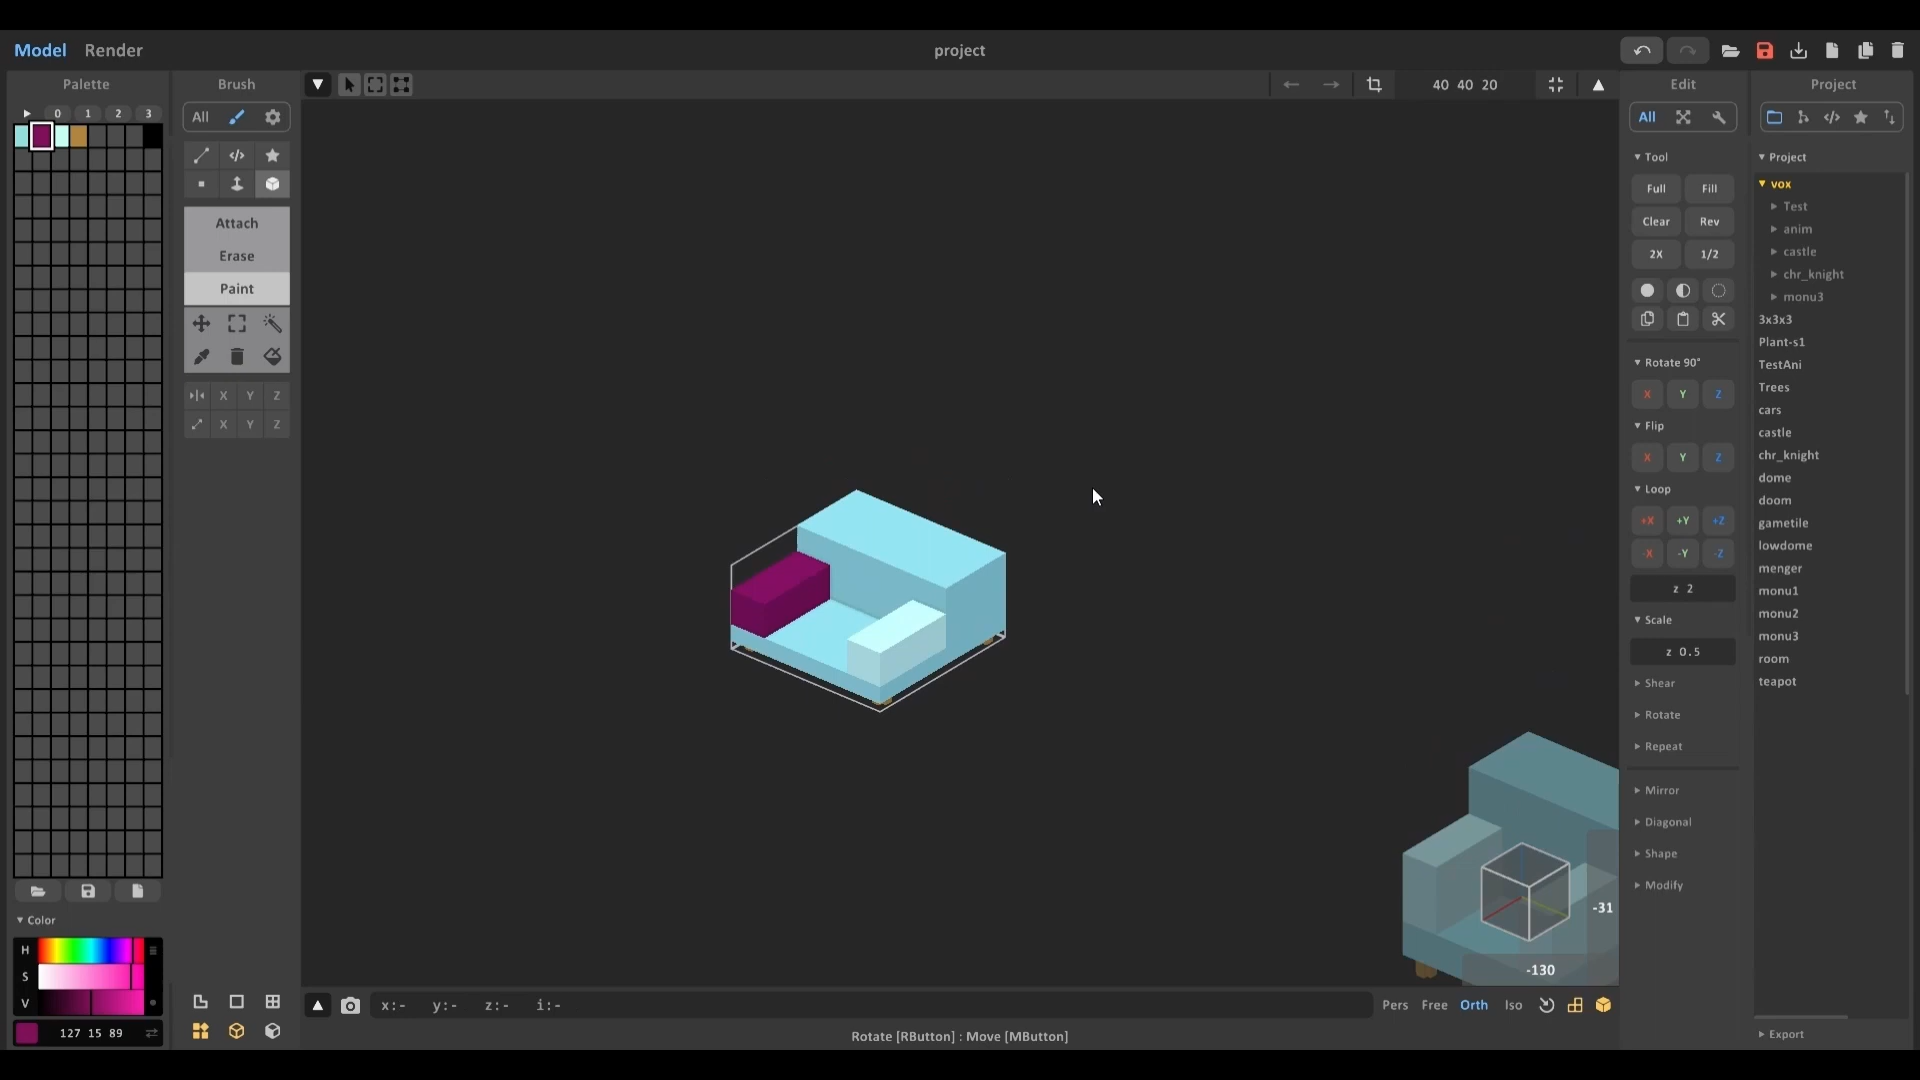 Model Render
project
Palette
Brush
40 40 20
Edit
Project
0 1 2 3
All
All
Tool
Project
Full Fill
vox
Test
Attach
Clear Rev
anim
Erase
2X 1/2
castle
Paint
chr_knight
monu3
3x3x3
Plant-s1
Rotate 90°
TestAni
X Y Z
X Y Z
Trees
cars
X Y Z
Flip
castle
X Y Z
chr_knight
dome
Loop
doom
+X +Y +Z
gametile
lowdome
-X -Y -Z
menger
z 2
monu1
monu2
Scale
monu3
z 0.5
room
Shear
teapot
Rotate
Repeat
Mirror
Diagonal
Shape
Modify
-31
-130
Color
H
S
V
127 15 89
x:- y:- z:- i:-
Pers Free Orth Iso
Rotate [RButton] : Move [MButton]
Export